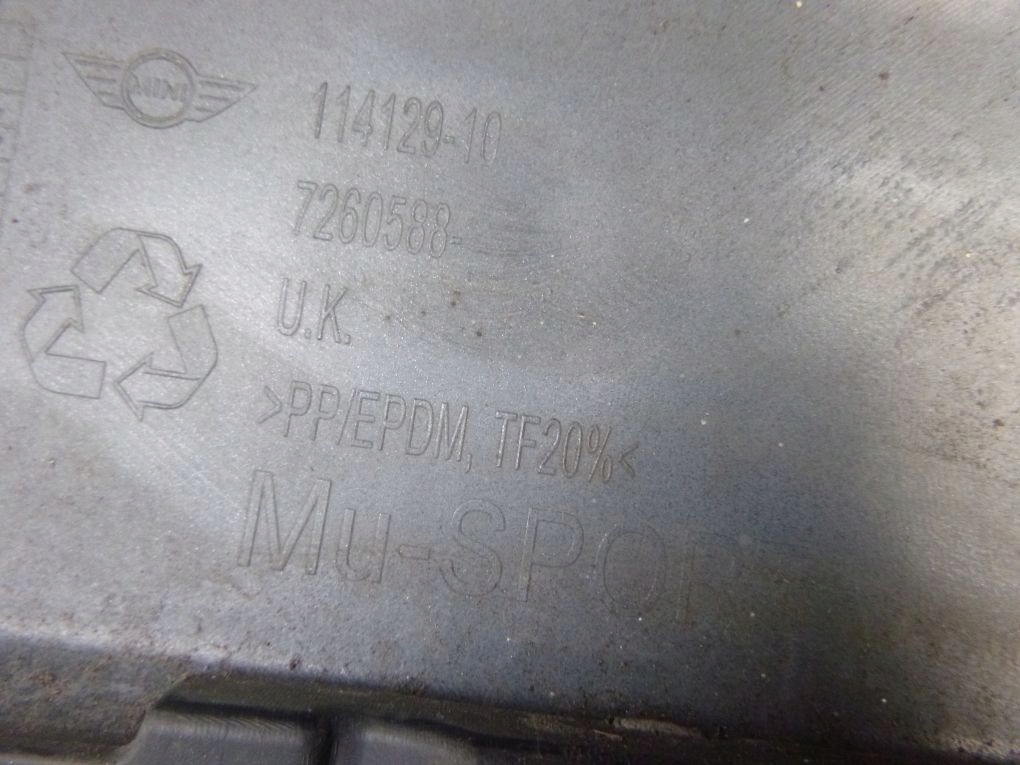 MINI
114129-10
7260588-
U.K.
>PP/EPDM, TF20%<
Mu-SPOR